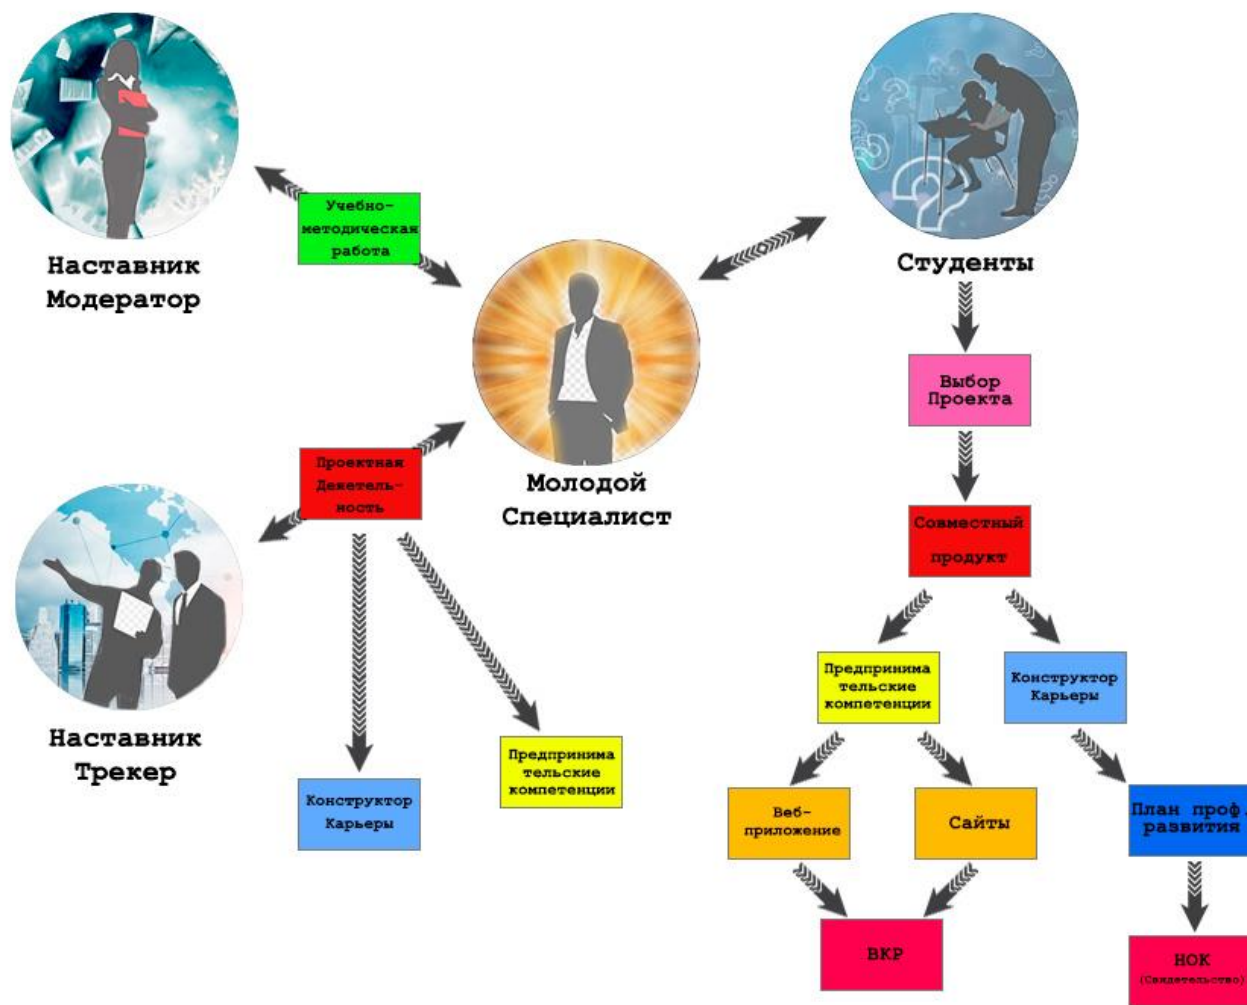 Учебно-
методическая
работа
Наставник
Модератор
Студенты
Выбор
Проекта
Проектная
Деяетель-
ность
Молодой
Специалист
Совместный
продукт
Наставник
Трекер
Предпринима
тельские
компетенции
Конструктор
Карьеры
Предпринима
тельские
компетенции
Конструктор
Карьеры
Веб-
приложение
Сайты
План проф.
развития
ВКР
НОК
(Свидетельство)